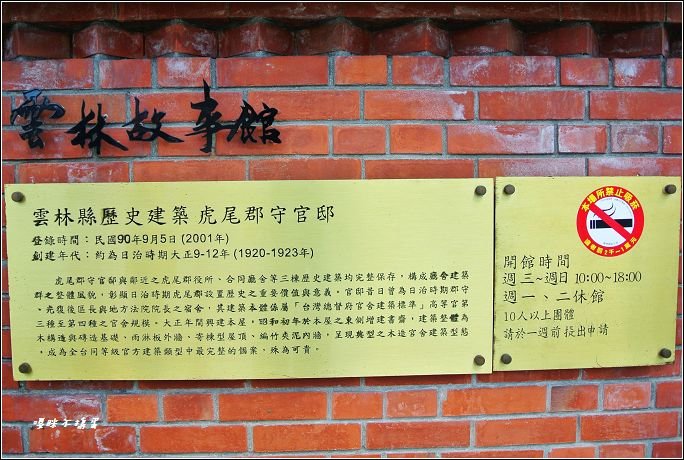 雲林故事館
雲林縣歷史建築 虎尾郡守官邸
登錄時間：民國90年9月5日 (2001年)
創建年代：約為日治時期大正9-12年 (1920-1923年)
虎尾郡守官邸與鄰近之虎尾郡役所、合同廳舍等三棟歷史建築均完整保存，構成廳舍建築
群之整體風貌，彰顯日治時期虎尾郡設置歷史之重要價值與意義。官邸昔日曾為日治時期郡守
、光復後區長與地方法院院長之宿舍，其建築本體係屬「台灣總督府官舍建築標準」高等官第
三種至第四種之官舍規模。大正年間興建本屋，昭和初年於本屋之東側增建書齋，建築整體為
木構造與磚造基礎、雨淋板外牆、寄棟型屋頂、編竹夾泥內牆，呈現典型之木造官舍建築型態
，成為全台同等級官方建築類型中最完整的個案，殊為可貴。
本場所禁止吸菸
開館時間
週三~週日 10:00~18:00
週一、二休館
10人以上團體
請於一週前提出申請